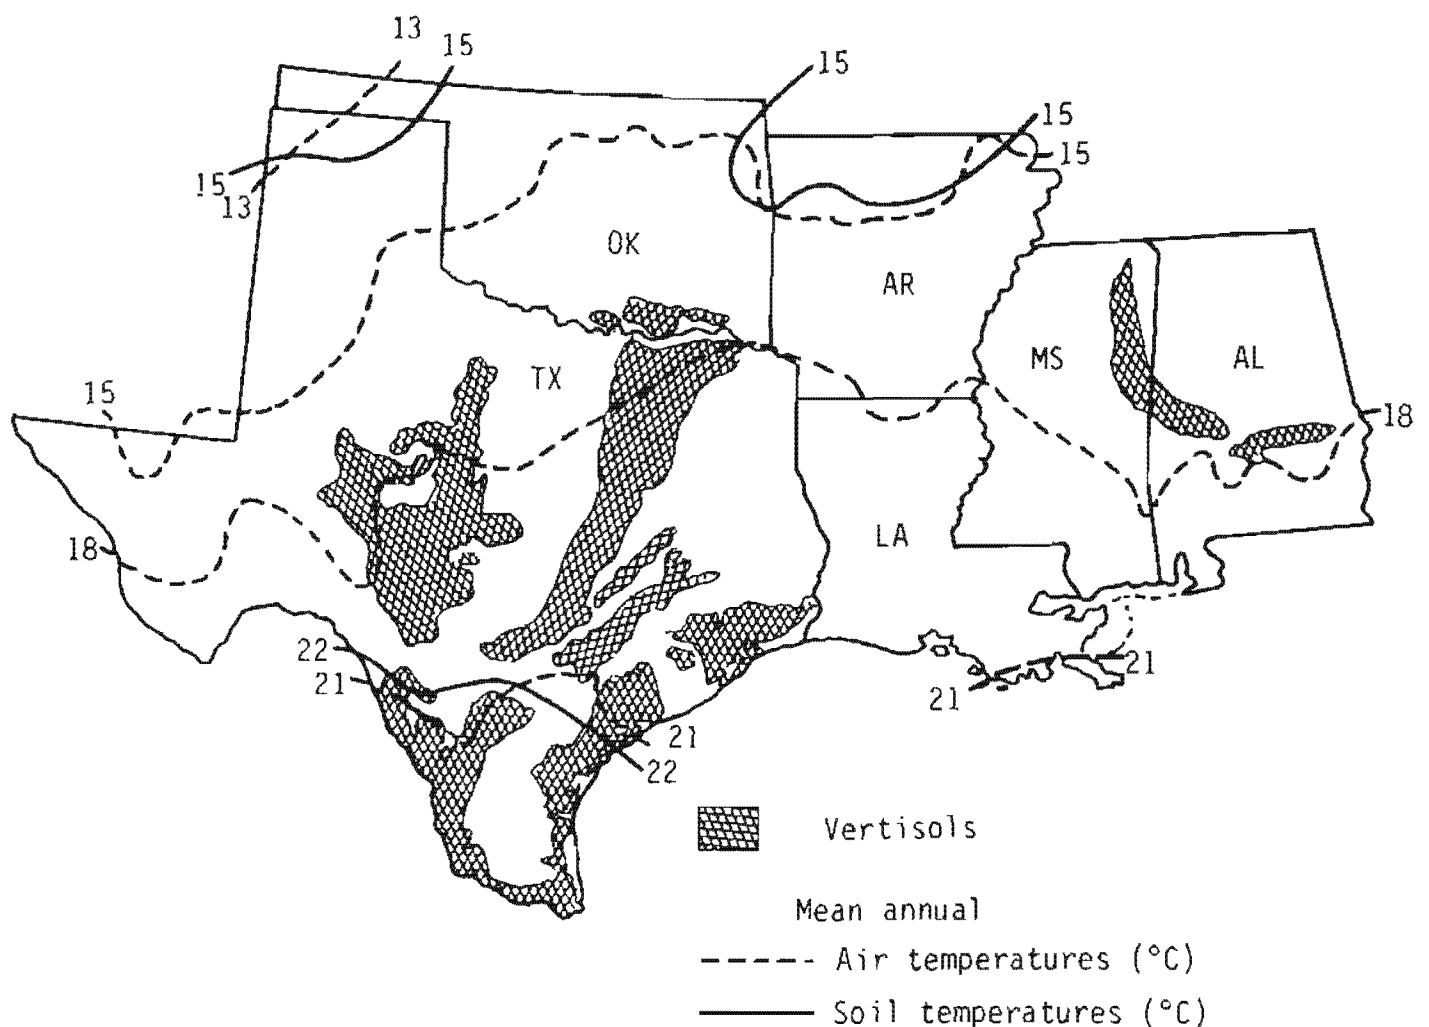 13
15
15
15
15
15
13
OK
AR
MS
AL
TX
15
18
LA
18
22
21
21
21
21
22
Vertisols
Mean annual
Air temperatures (°C)
Soil temperatures (°C)